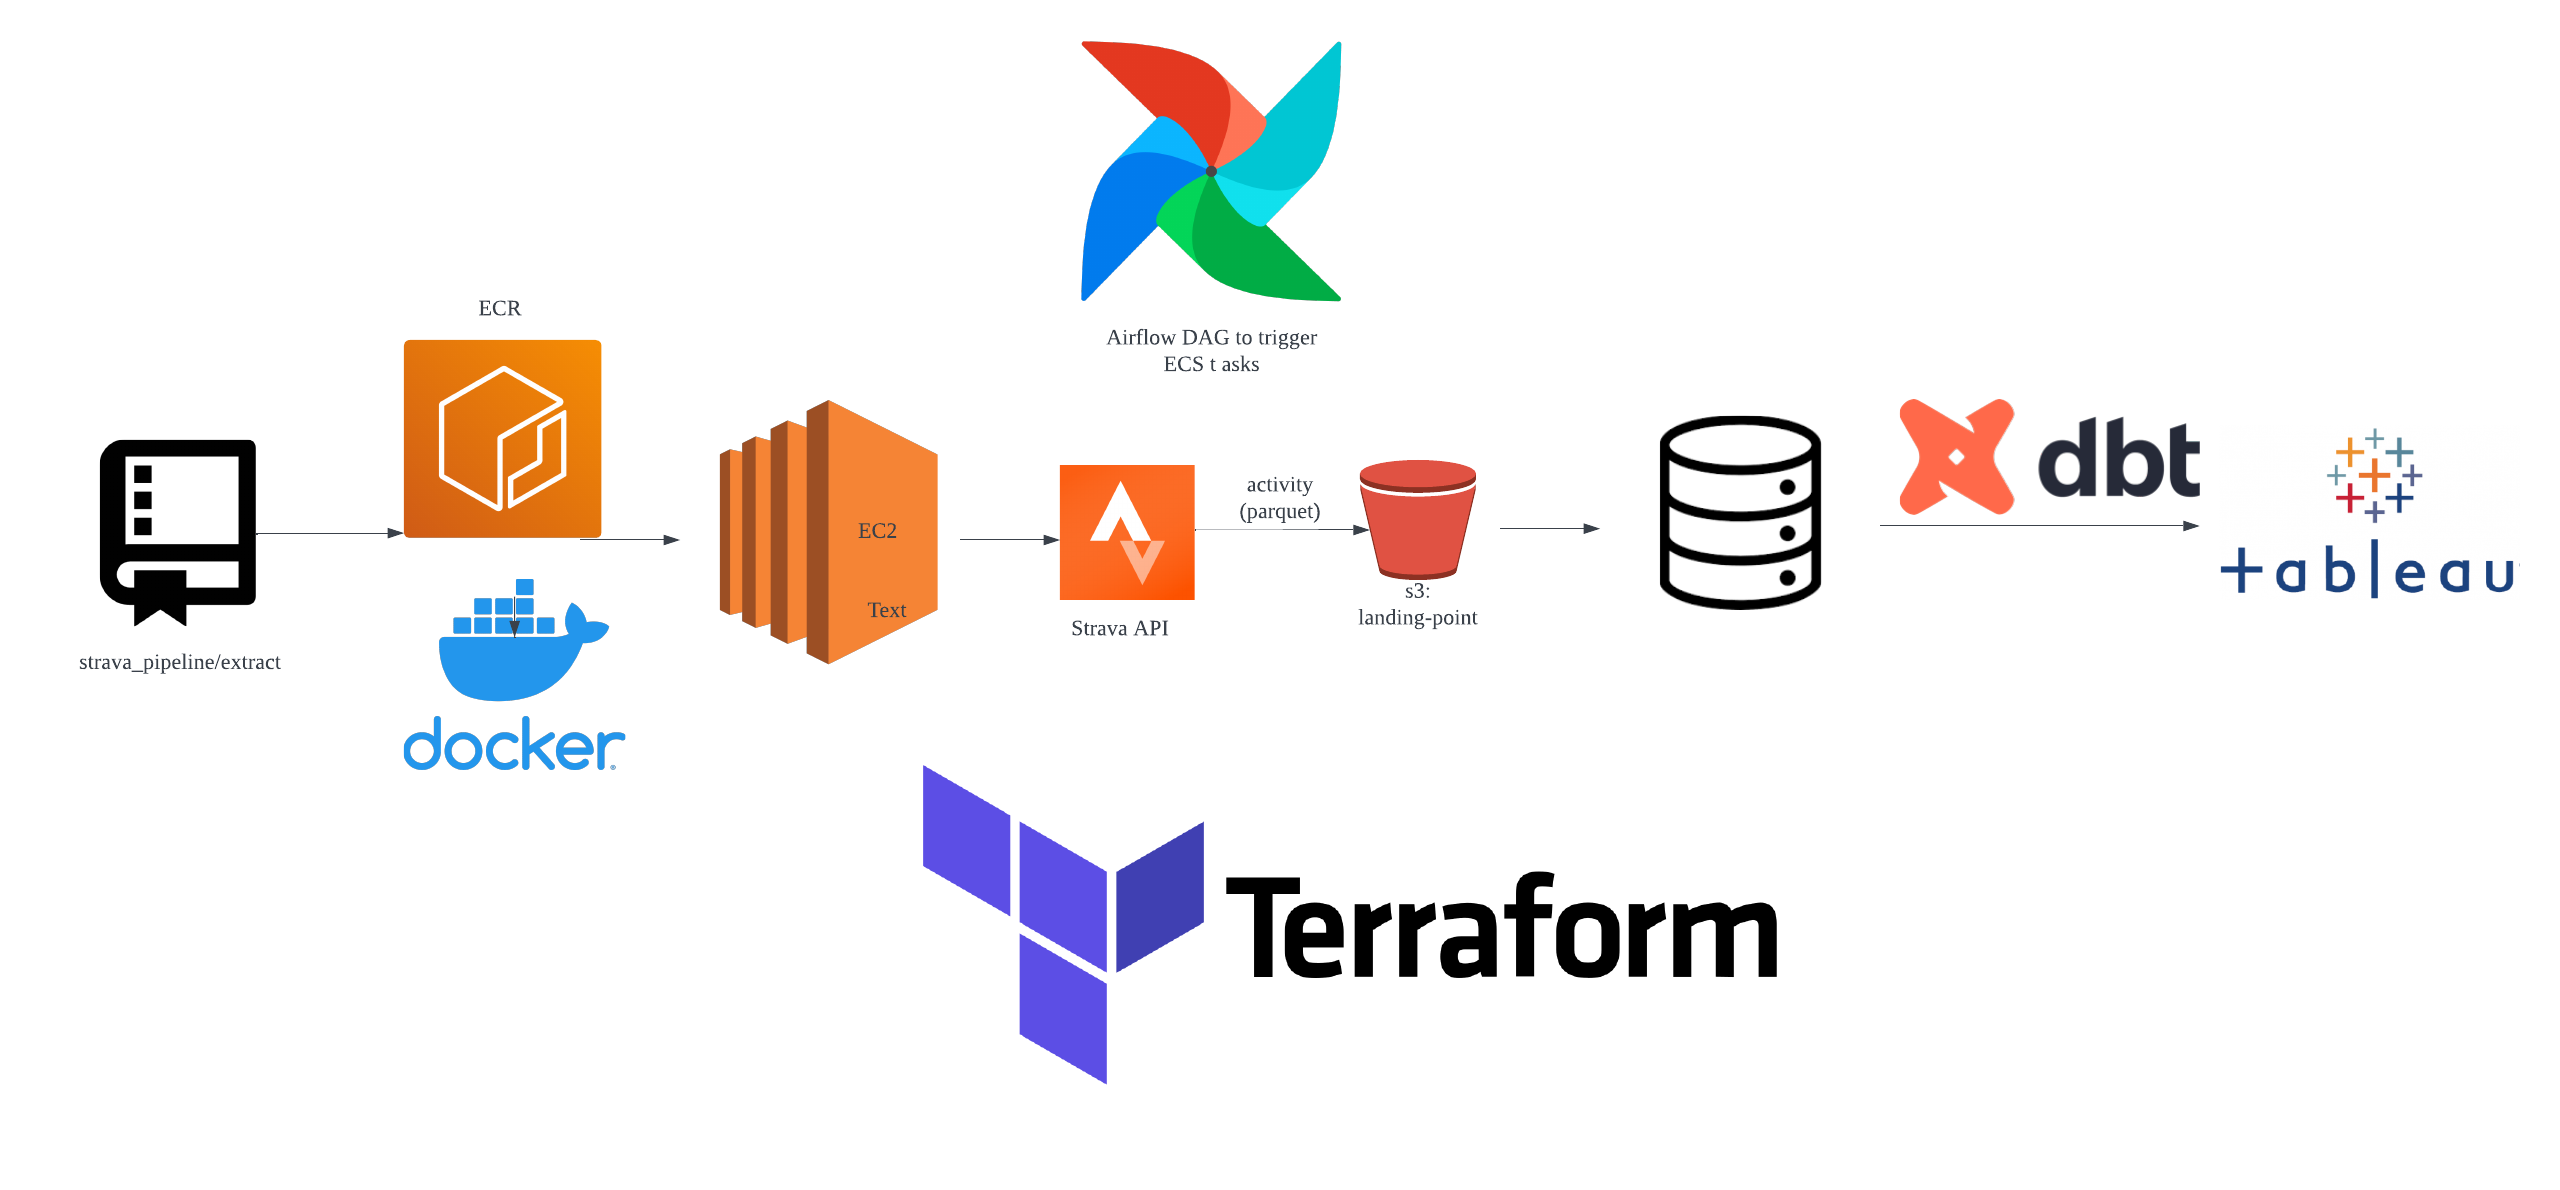 Airflow DAG to trigger
ECS t asks
ECR
strava_pipeline/extract
docker
EC2
Text
Strava API
activity
(parquet)
s3:
landing-point
dbt
+ableau
Terraform